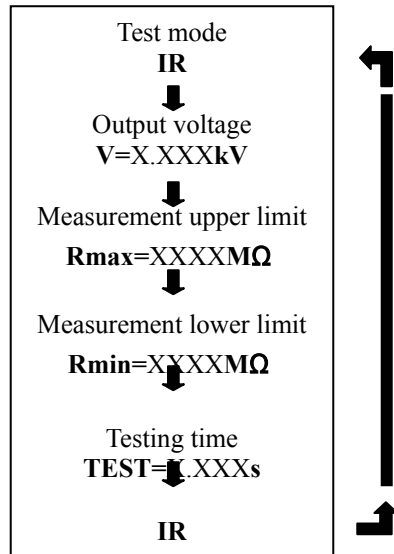 Test mode
IR
Output voltage
V=X.XXXkV
Measurement upper limit
Rmax=XXXXMΩ
Measurement lower limit
Rmin=XXXXMΩ
Testing time
TEST=X.XXXs
IR